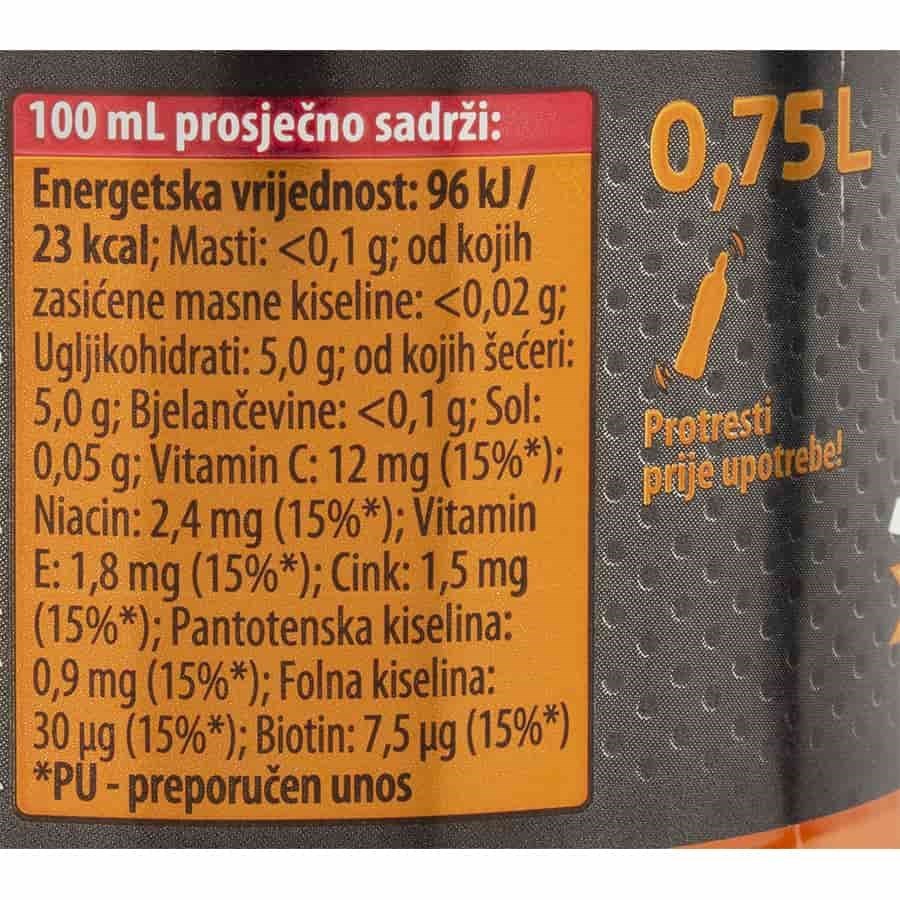 100 mL prosječno sadrži:
Energetska vrijednost: 96 kJ /
23 kcal; Masti: <0,1 g; od kojih
zasićene masne kiseline: <0,02 g;
Ugljikohidrati: 5,0 g; od kojih šećeri:
5,0 g; Bjelančevine: <0,1 g; Sol:
0,05 g; Vitamin C: 12 mg (15%*);
Niacin: 2,4 mg (15%*); Vitamin
E: 1,8 mg (15%*); Cink: 1,5 mg
(15%*); Pantotenska kiselina:
0,9 mg (15%*); Folna kiselina:
30 µg (15%*); Biotin: 7,5 µg (15%*)
*PU - preporučen unos
0,75L
Protresti
prije upotrebe!